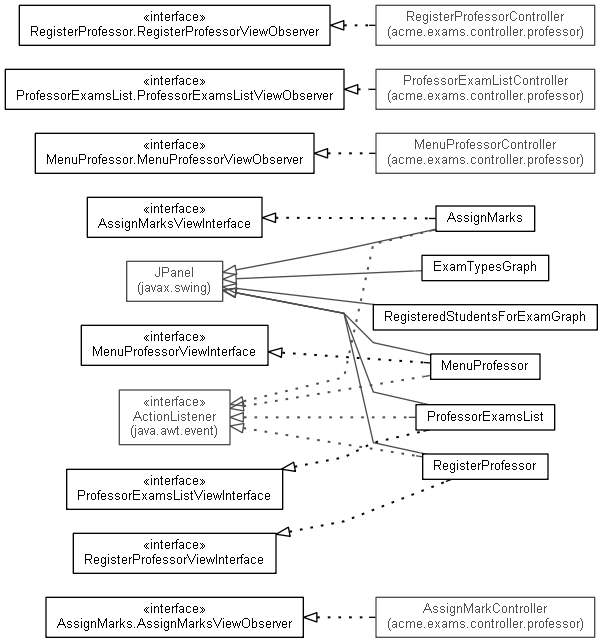 «interface»
RegisterProfessor.RegisterProfessorViewObserver
RegisterProfessorController
(acme.exams.controller.professor)
«interface»
ProfessorExamsList.ProfessorExamsListViewObserver
ProfessorExamListController
(acme.exams.controller.professor)
«interface»
MenuProfessor.MenuProfessorViewObserver
MenuProfessorController
(acme.exams.controller.professor)
«interface»
AssignMarksViewInterface
AssignMarks
JPanel
(javax.swing)
ExamTypesGraph
RegisteredStudentsForExamGraph
«interface»
MenuProfessorViewInterface
MenuProfessor
«interface»
ActionListener
(java.awt.event)
ProfessorExamsList
RegisterProfessor
«interface»
ProfessorExamsListViewInterface
«interface»
RegisterProfessorViewInterface
«interface»
AssignMarks.AssignMarksViewObserver
AssignMarkController
(acme.exams.controller.professor)